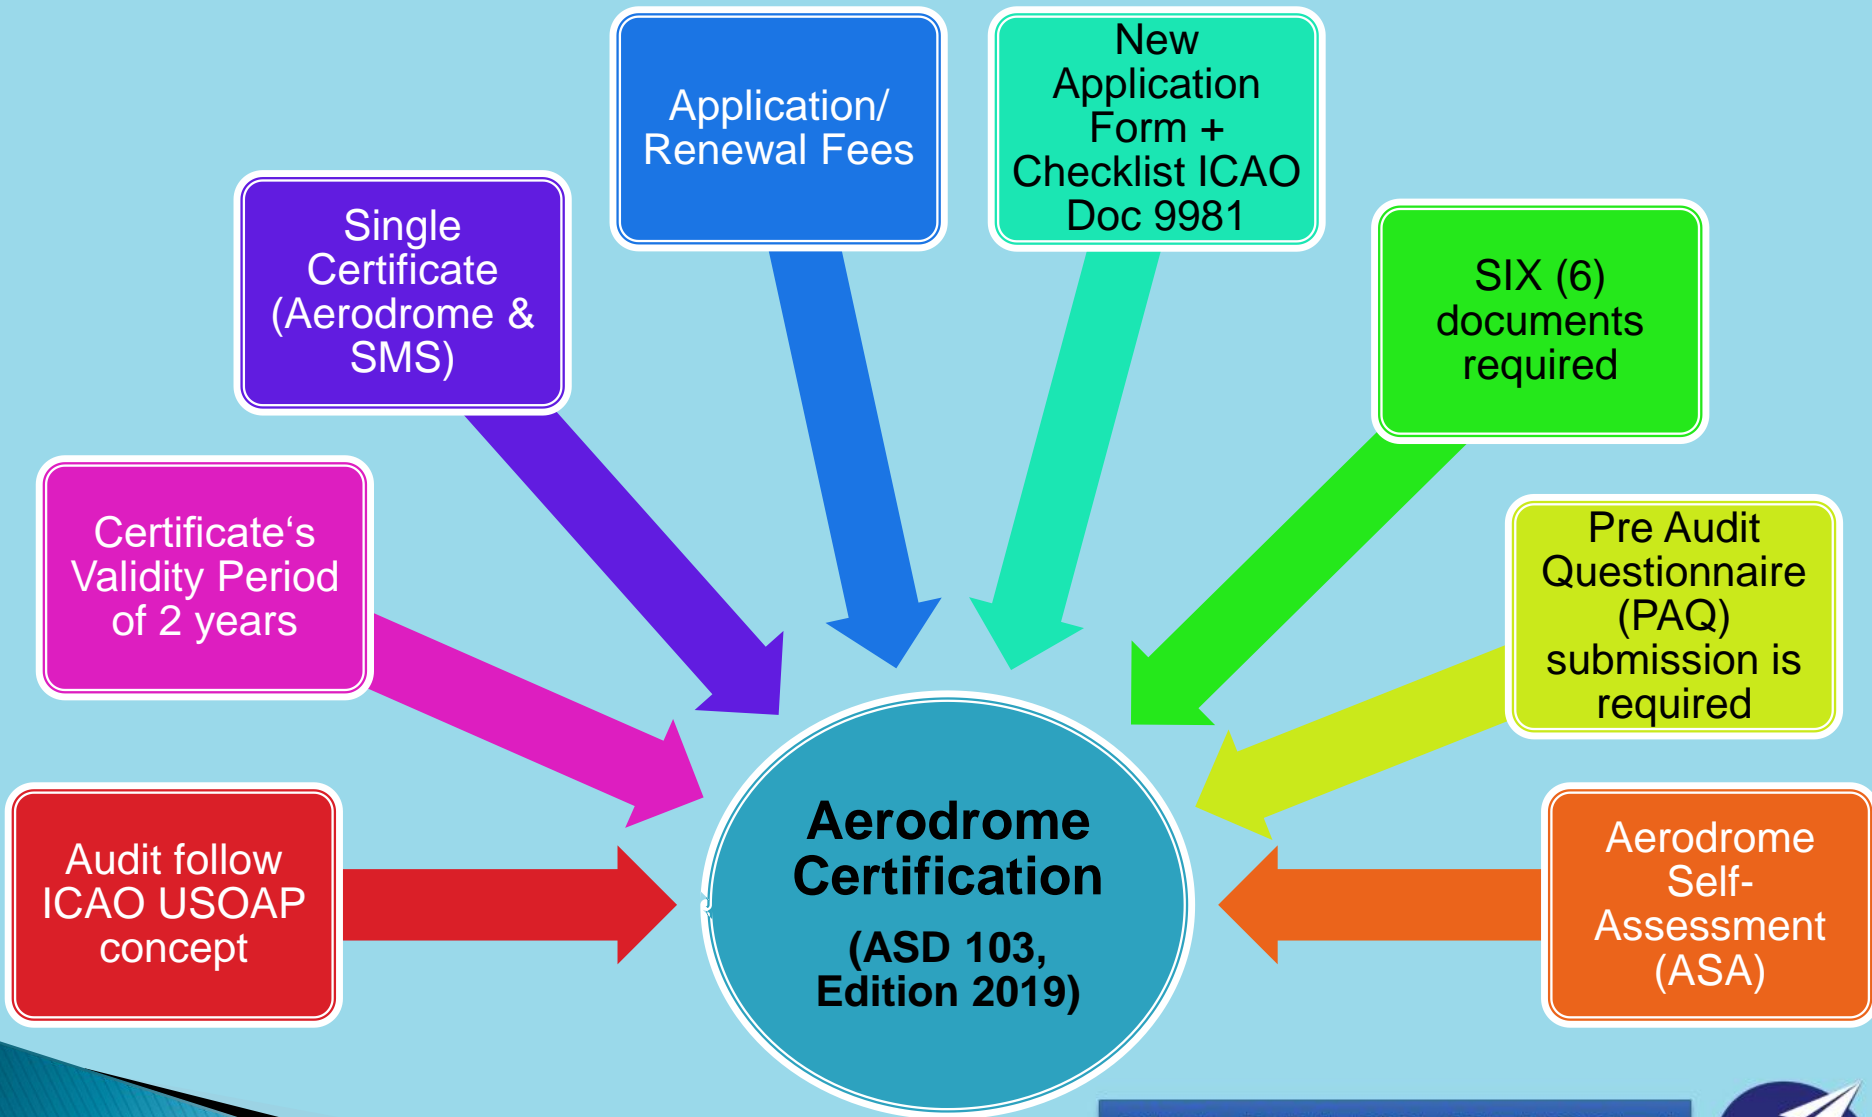 Audit follow
ICAO USOAP
concept
Certificate‘s
Validity Period
of 2 years
Single
Certificate
(Aerodrome &
SMS)
Application/
Renewal Fees
New
Application
Form +
Checklist ICAO
Doc 9981
SIX (6)
documents
required
Pre Audit
Questionnaire
(PAQ)
submission is
required
Aerodrome
Self-
Assessment
(ASA)
Aerodrome
Certification
(ASD 103,
Edition 2019)